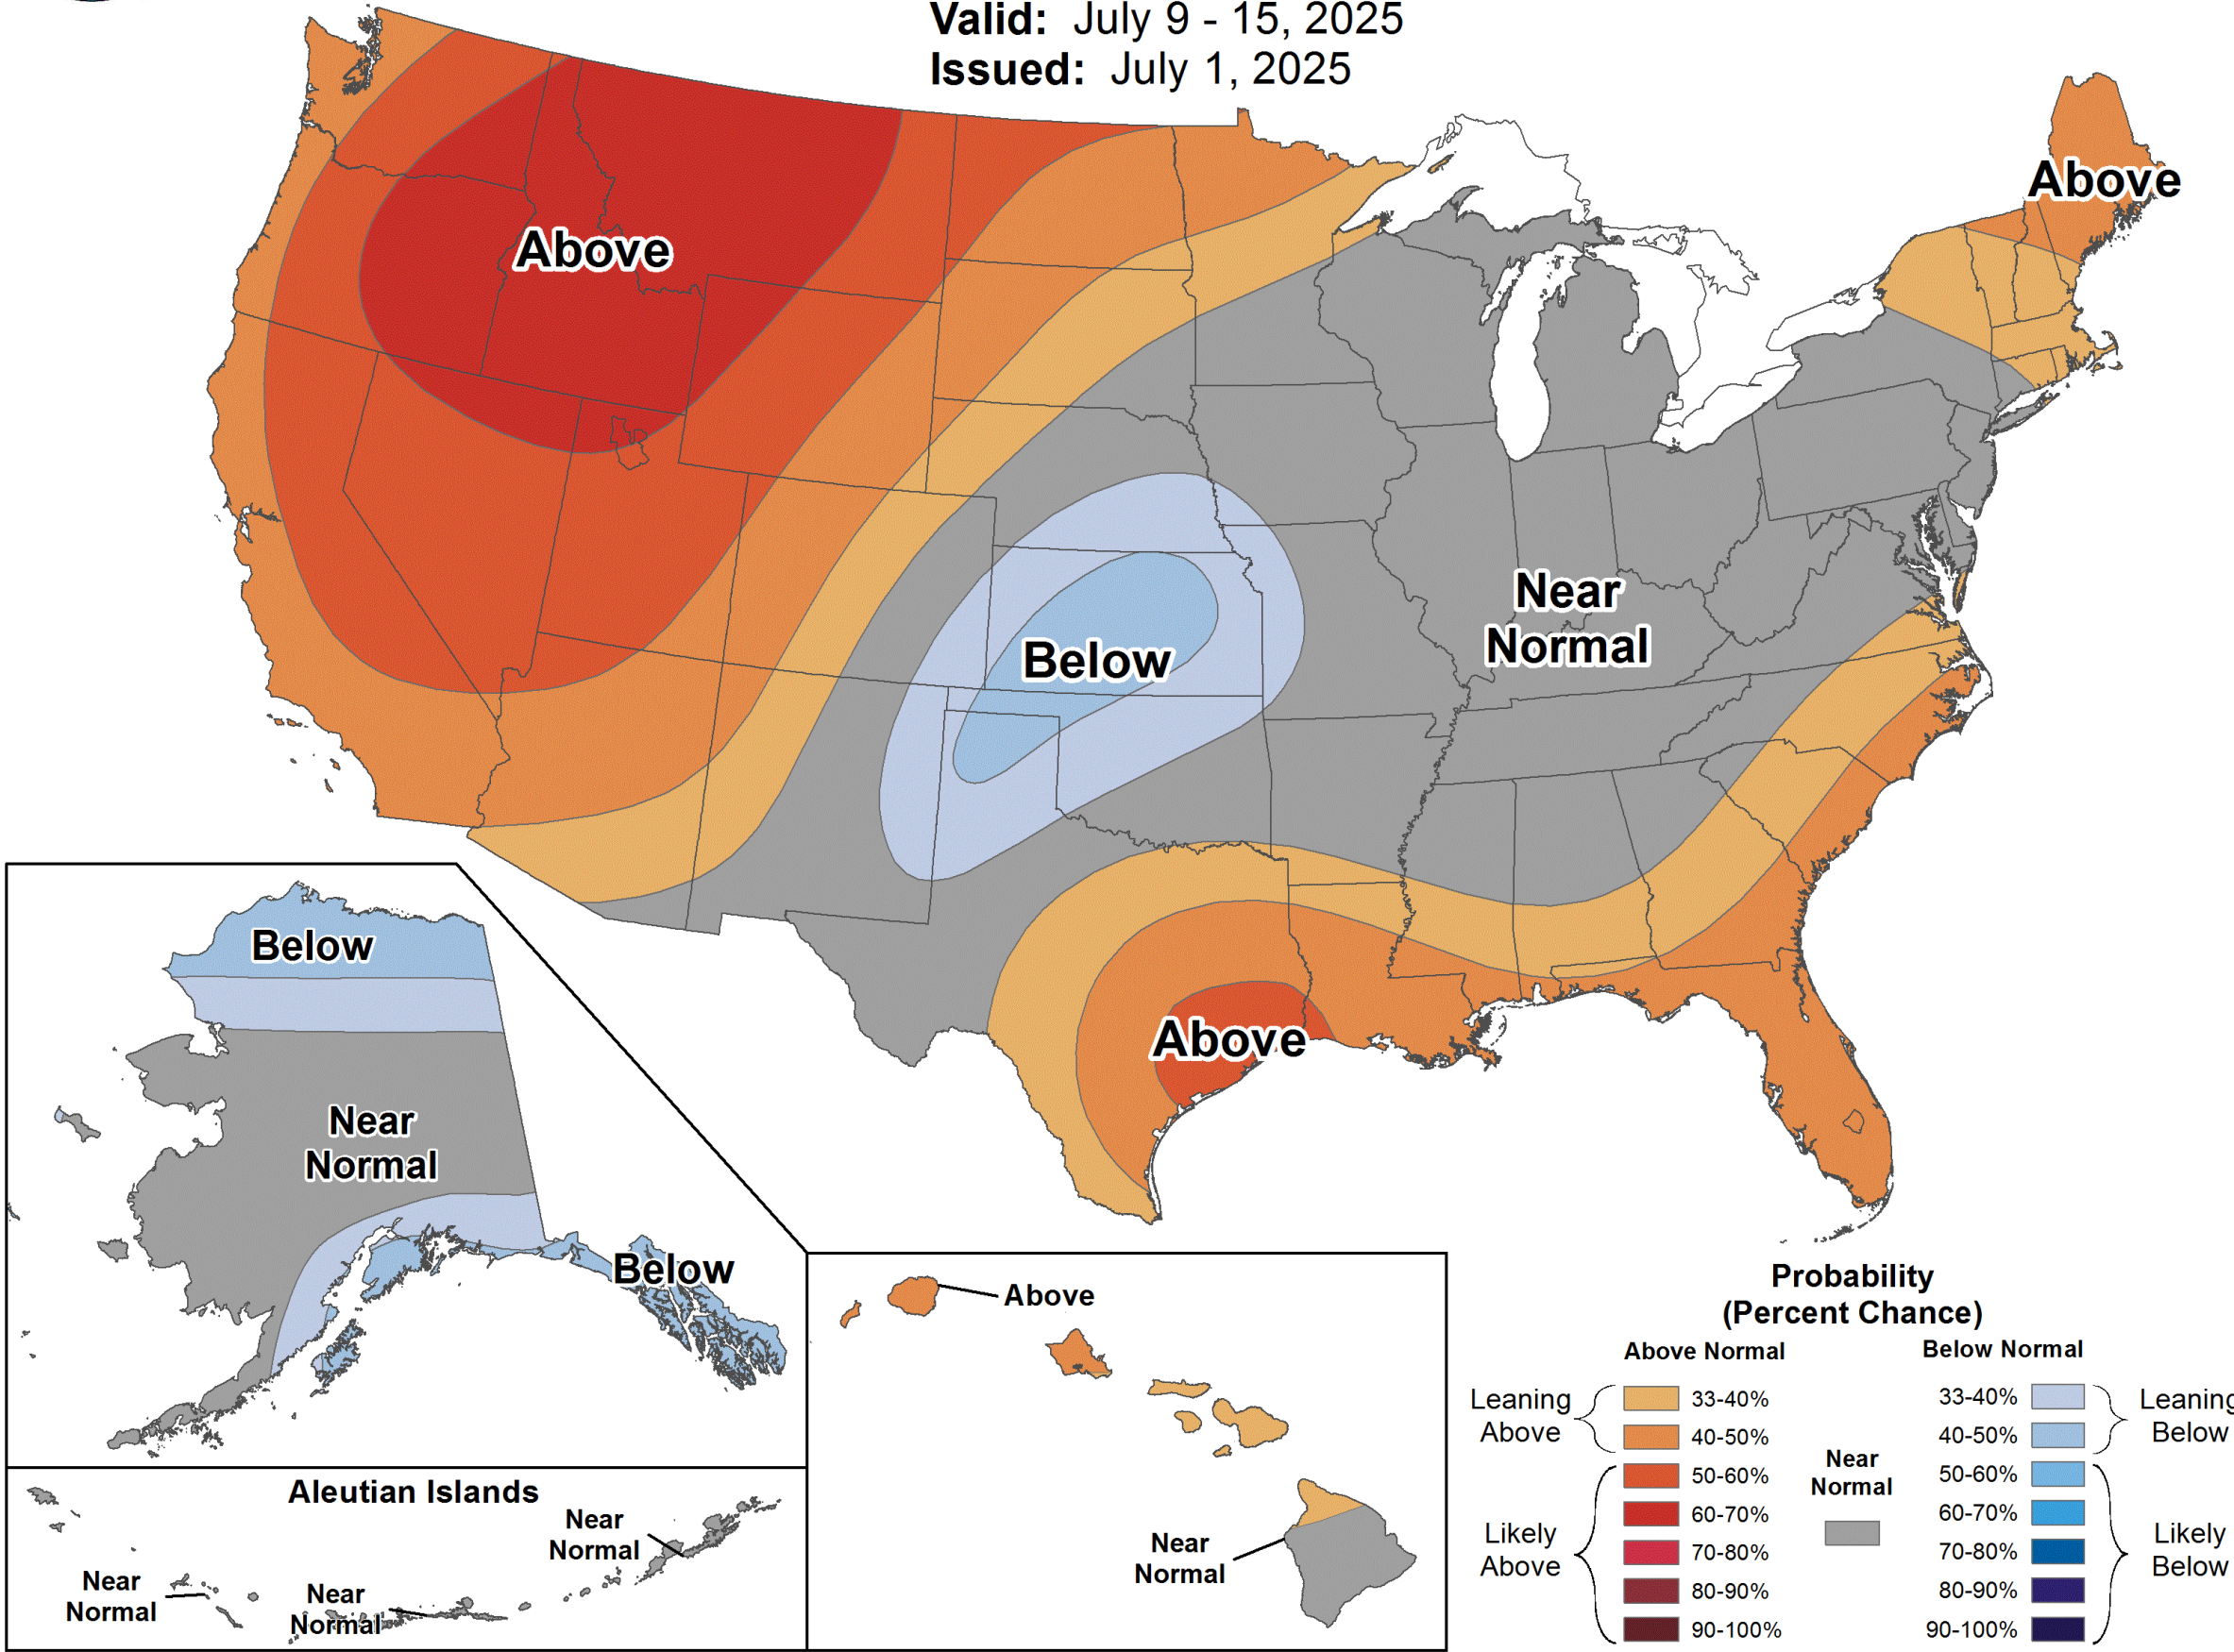 Valid: July 9 - 15, 2025
Issued: July 1, 2025
Above
Above
Near
Normal
Below
Above
Below
Near
Normal
Below
Aleutian Islands
Near
Normal
Near
Normal
Near
Normal
Above
Near
Normal
Probability
(Percent Chance)
Above Normal
Below Normal
Leaning
Above
33-40%
40-50%
Likely
Above
50-60%
60-70%
70-80%
80-90%
90-100%
Near
Normal
33-40%
40-50%
Leaning
Below
50-60%
60-70%
70-80%
80-90%
90-100%
Likely
Below